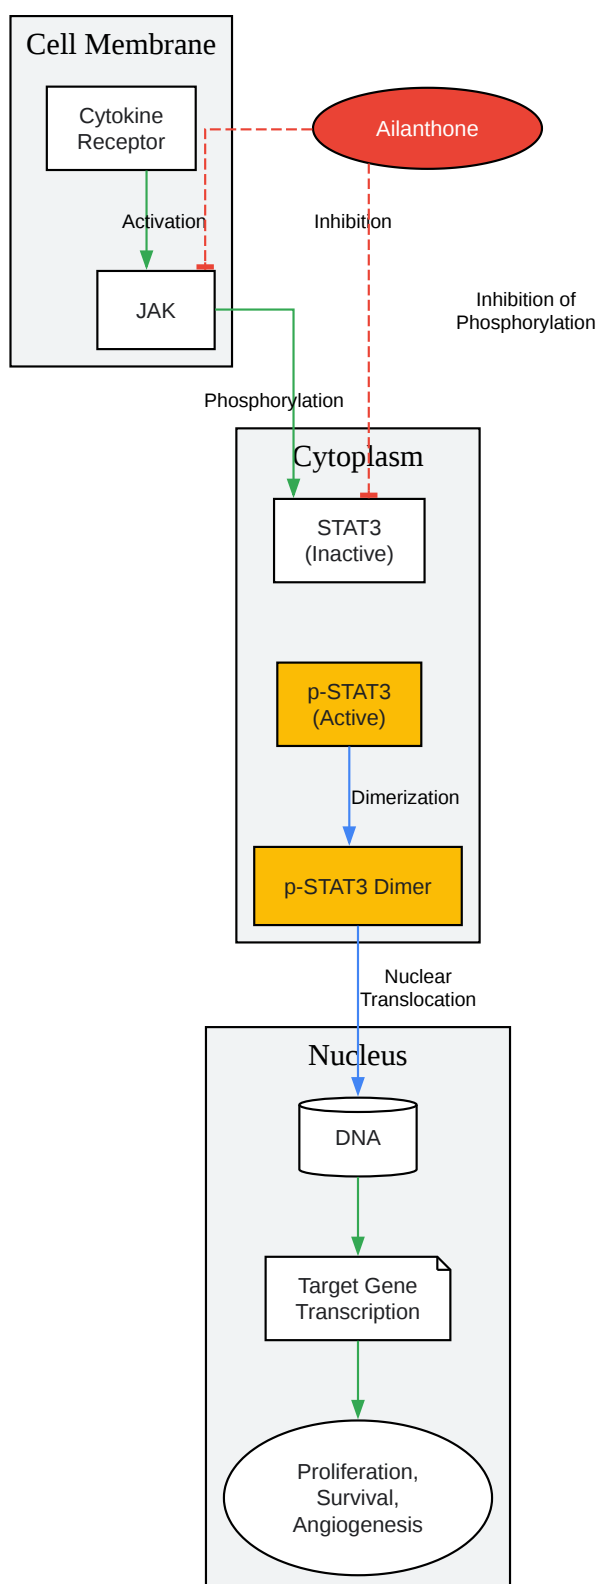 Cell Membrane
Cytokine
Receptor
Ailanthone
Activation
Inhibition
JAK
Inhibition of
Phosphorylation
Phosphorylation
Cytoplasm
STAT3
(Inactive)
p-STAT3
(Active)
Dimerization
p-STAT3 Dimer
Nuclear
Translocation
Nucleus
DNA
Target Gene
Transcription
Proliferation,
Survival,
Angiogenesis